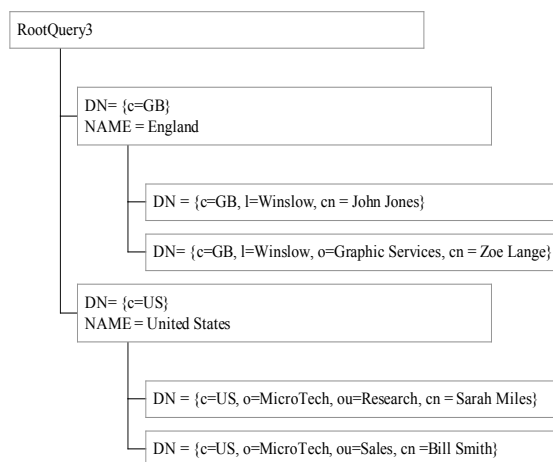 RootQuery3
DN= {c=GB}
NAME = England
DN = {c=GB, l=Winslow, cn = John Jones}
DN= {c=GB, l=Winslow, o=Graphic Services, cn = Zoe Lange}
DN= {c=US}
NAME = United States
DN = {c=US, o=MicroTech, ou=Research, cn = Sarah Miles}
DN = {c=US, o=MicroTech, ou=Sales, cn =Bill Smith}